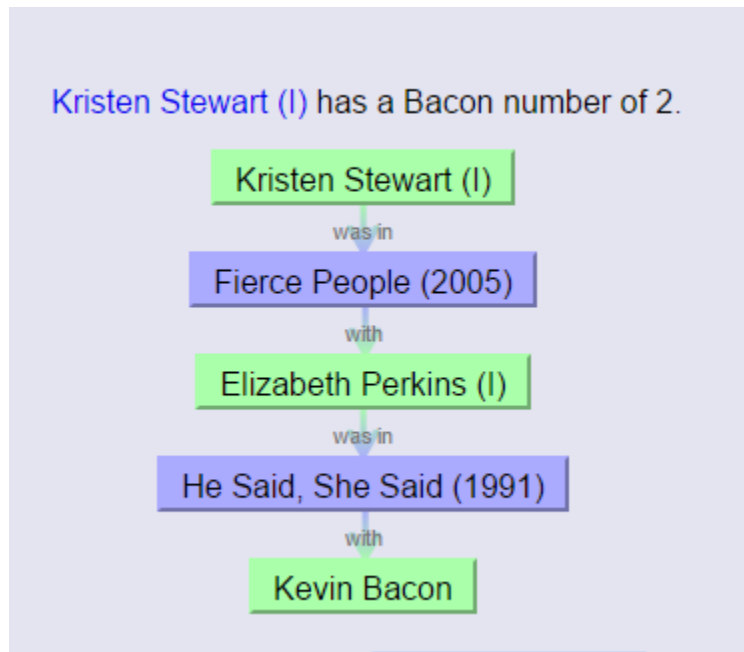 Kristen Stewart (I) has a Bacon number of 2.
Kristen Stewart (I)
was in
Fierce People (2005)
with
Elizabeth Perkins (I)
was in
He Said, She Said (1991)
with
Kevin Bacon